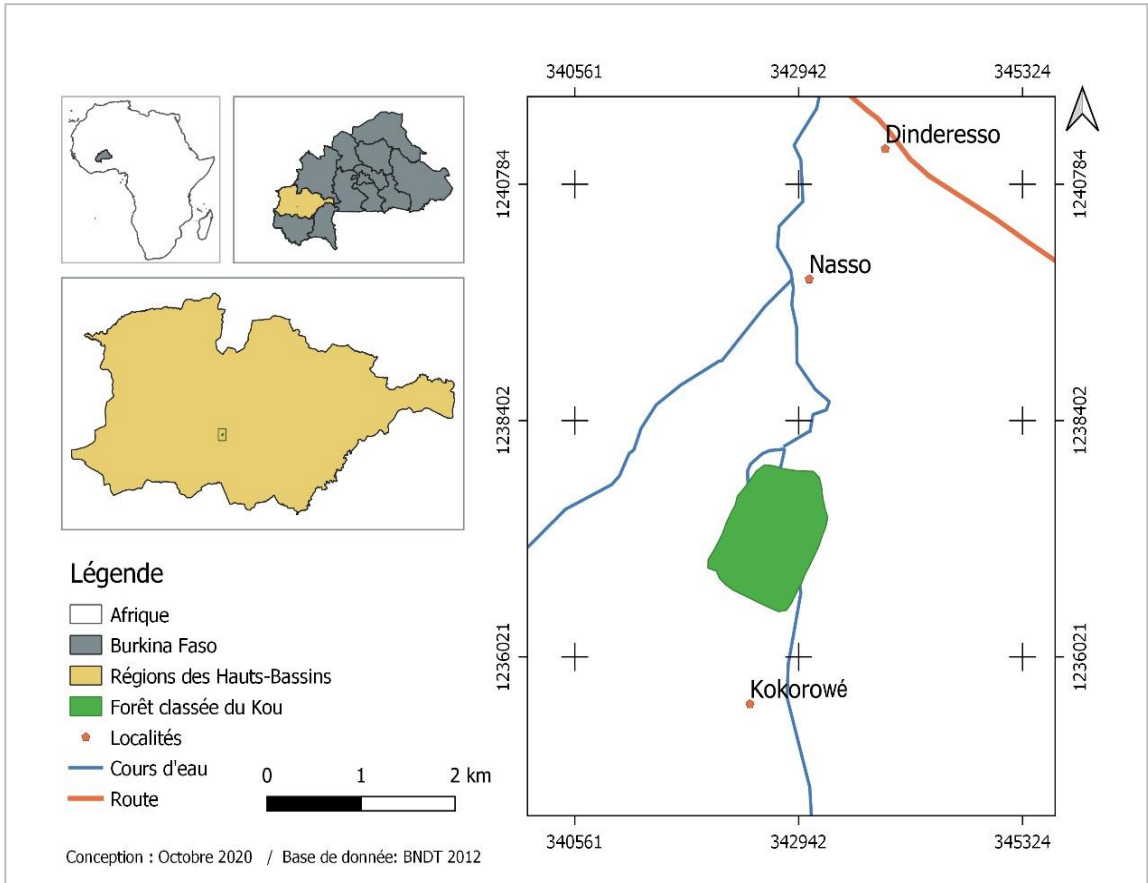 340561
342942
345324
Dinderesso
1240784
1240784
Nasso
1238402
1238402
1236021
1236021
Kokorowé
340561
342942
345324
Légende
Afrique
Burkina Faso
Régions des Hauts-Bassins
Forêt classée du Kou
Localités
Cours d'eau
Route
0 1 2 km
Conception : Octobre 2020 / Base de donnée: BNDT 2012